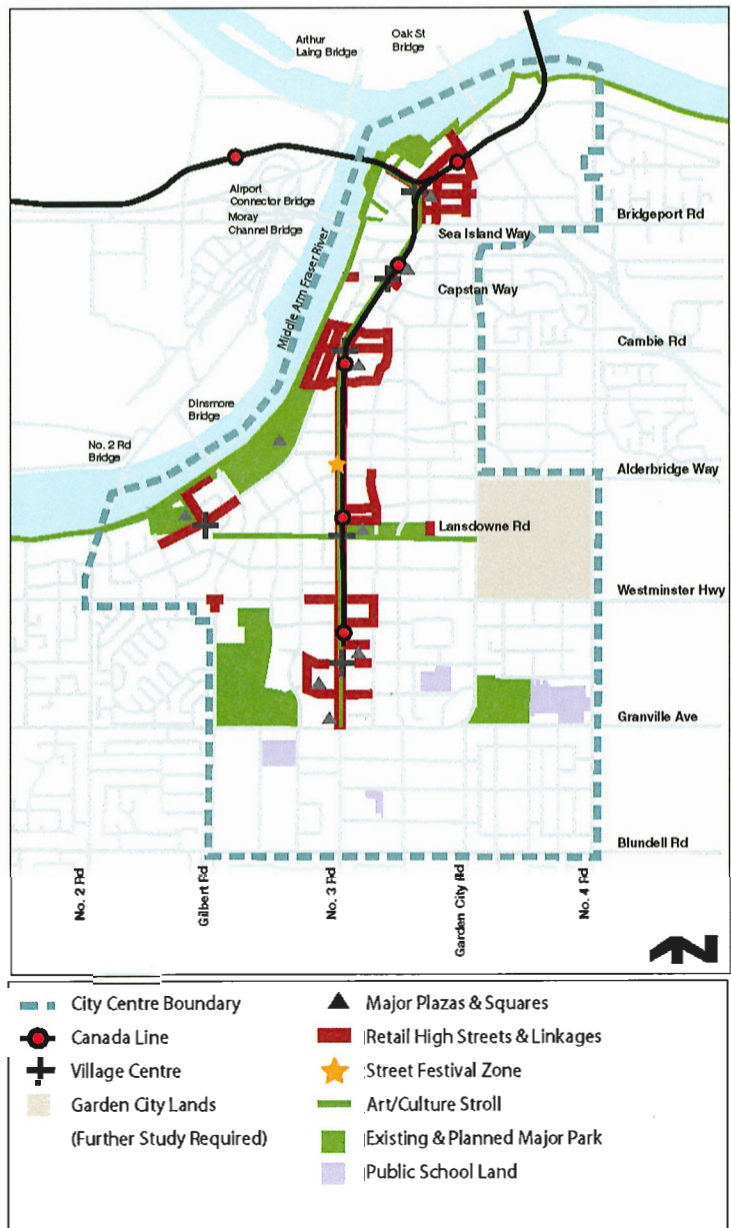 Arthur
Laing Bridge
Oak St
Bridge
Airport
Connector Bridge
Moray
Channel Bridge
Bridgeport Rd
Sea Island Way
Middle Arm Fraser River
Capstan Way
Cambie Rd
Dinsmore
Bridge
No. 2 Rd
Bridge
Alderbridge Way
Lansdowne Rd
Westminster Hwy
Granville Ave
Blundell Rd
No. 2 Rd
Gilbert Rd
No. 3 Rd
Garden City Rd
No. 4 Rd
N
City Centre Boundary
Canada Line
Village Centre
Garden City Lands
(Further Study Required)
Major Plazas & Squares
Retail High Streets & Linkages
Street Festival Zone
Art/Culture Stroll
Existing & Planned Major Park
Public School Land